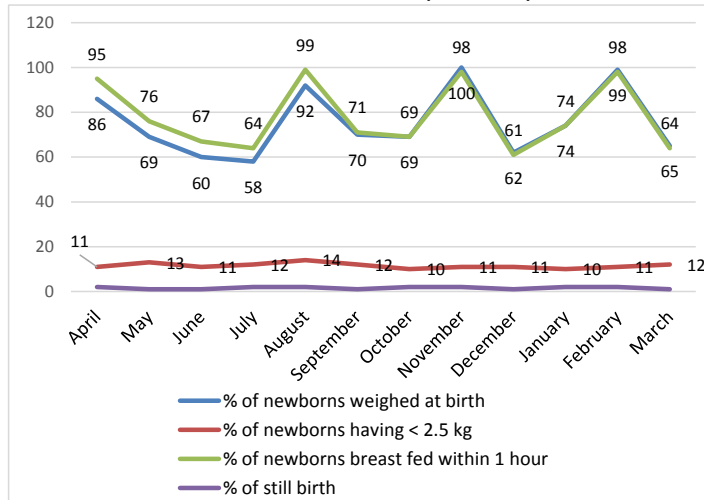 120
100
80
60
40
20
0
95 76 67 64 99 71 69 98 61 74 98 64
86 69 60 58 92 70 69 100 62 74 99 65
11 13 11 12 14 12 10 11 11 10 11 12
April May June July August September October November December January February March
% of newborns weighed at birth
% of newborns having < 2.5 kg
% of newborns breast fed within 1 hour
% of still birth